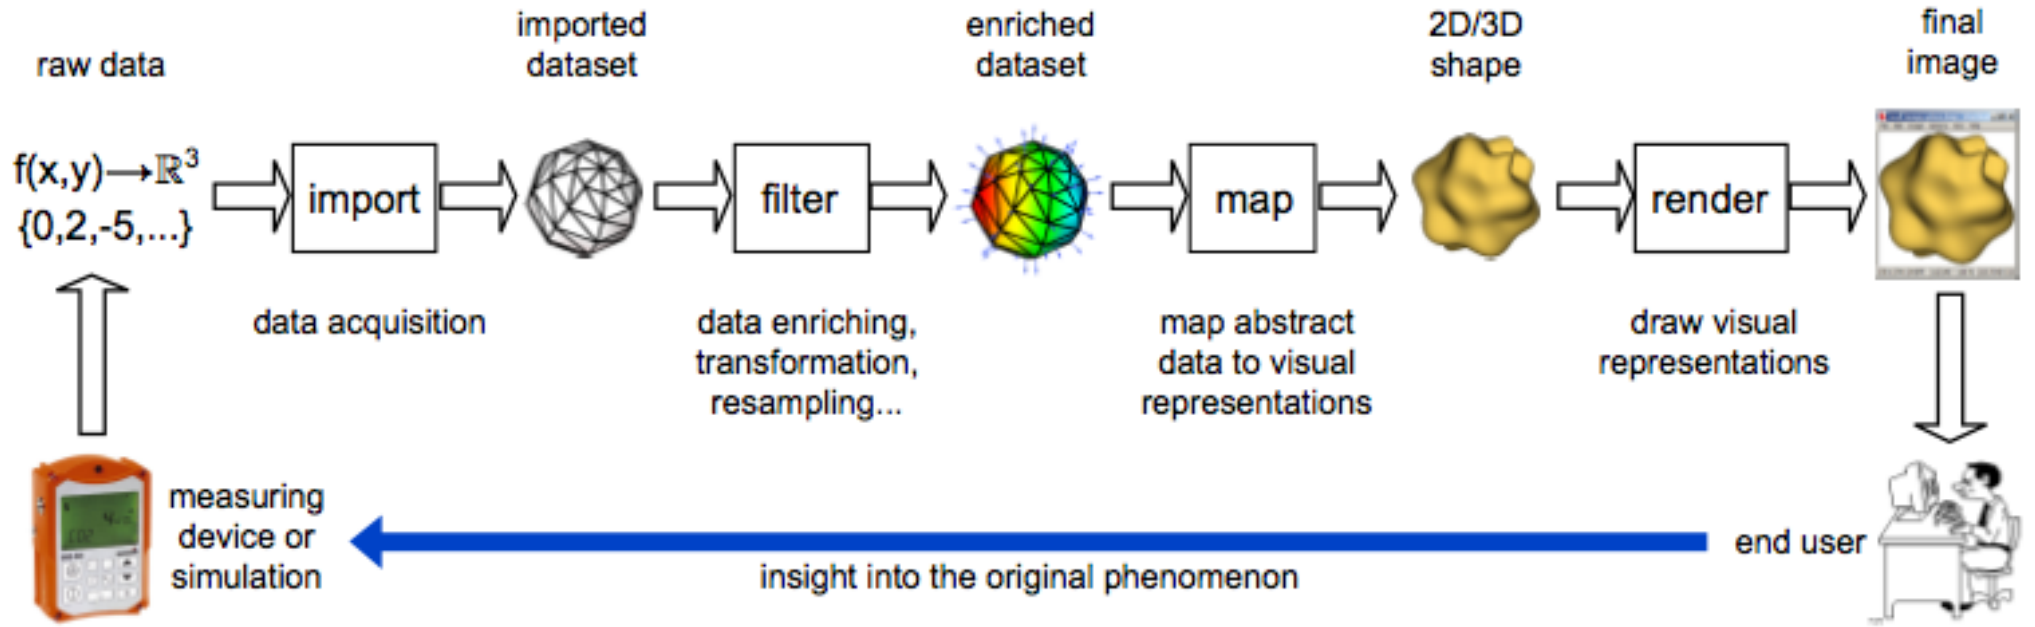 raw data
imported
dataset
enriched
dataset
2D/3D
shape
final
image
f(x,y)→ℝ³
{0,2,-5,...}
import
filter
map
render
data acquisition
data enriching,
transformation,
resampling...
map abstract
data to visual
representations
draw visual
representations
measuring
device or
simulation
insight into the original phenomenon
end user